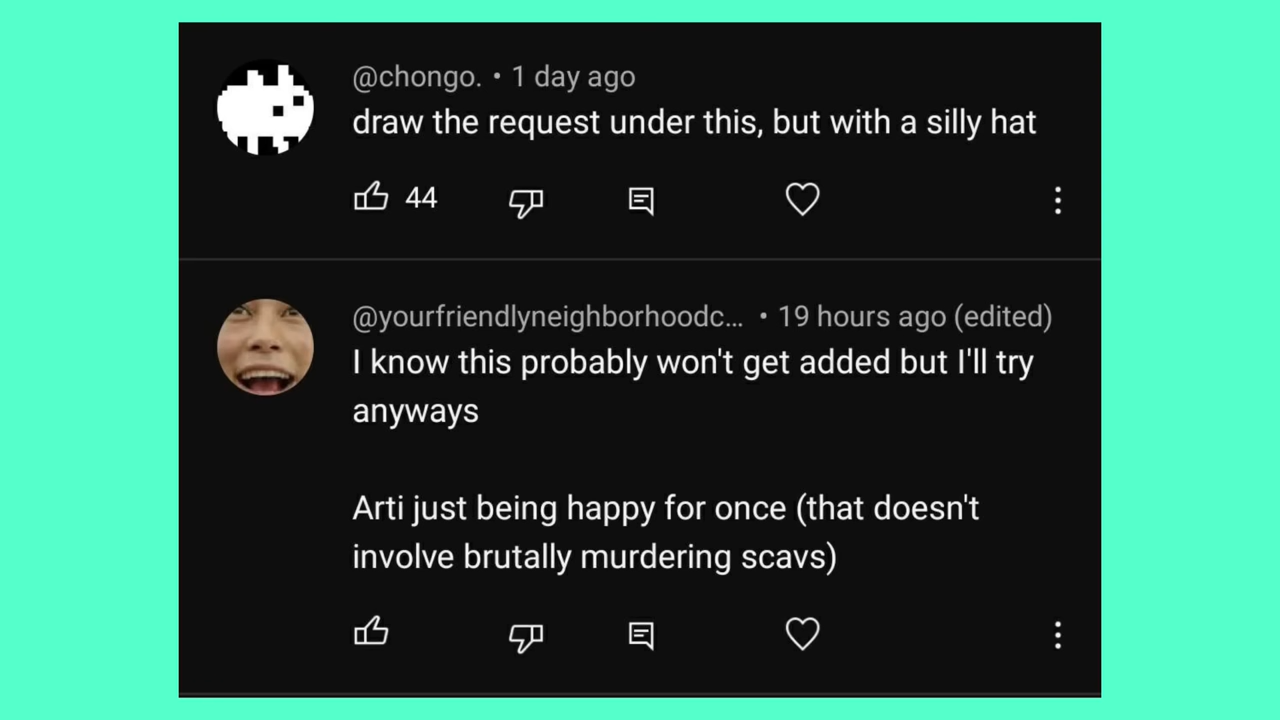 @chongo. • 1 day ago
draw the request under this, but with a silly hat
44
@yourfriendlyneighborhoodc... • 19 hours ago (edited)
I know this probably won't get added but I'll try
anyways
Arti just being happy for once (that doesn't
involve brutally murdering scavs)